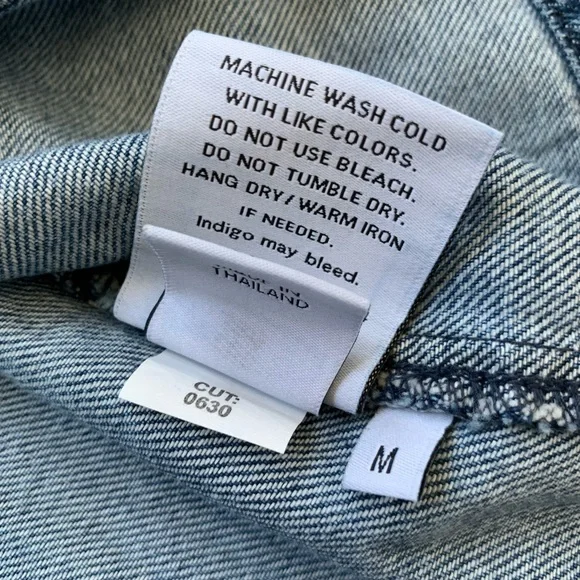 MACHINE WASH COLD
WITH LIKE COLORS.
DO NOT USE BLEACH.
DO NOT TUMBLE DRY.
HANG DRY/WARM IRON
IF NEEDED.
Indigo may bleed.
THAILAND
CUT:
0630
M